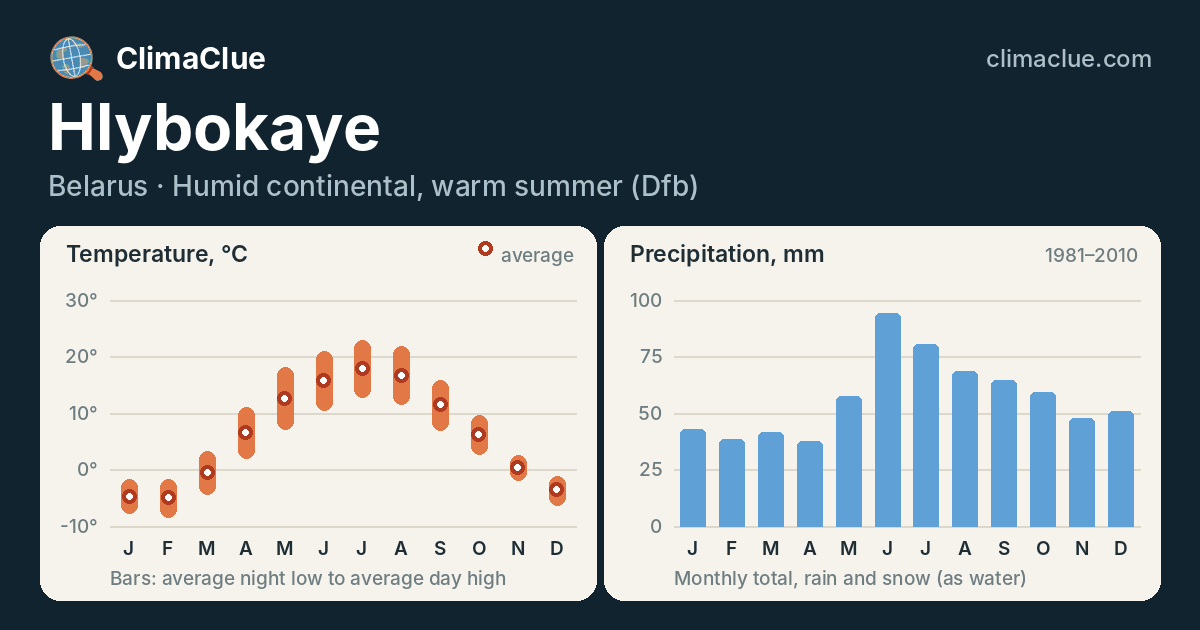 ClimaClue
climaclue.com
Hlybokaye
Belarus · Humid continental, warm summer (Dfb)
Temperature, °C
average
30°
20°
10°
0°
-10°
J F M A M J J A S O N D
Bars: average night low to average day high
Precipitation, mm
1981–2010
100
75
50
25
0
J F M A M J J A S O N D
Monthly total, rain and snow (as water)